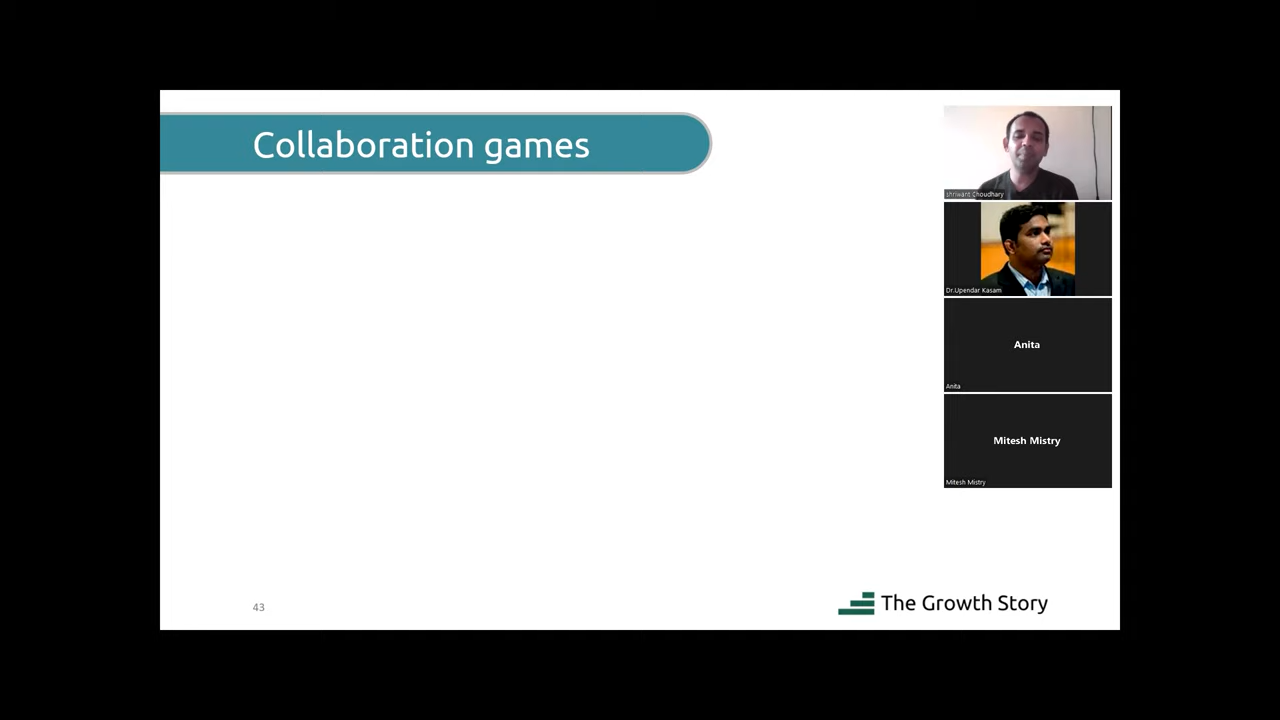 Collaboration games
shriwant Choudhary
Dr.Upendar Kasam
Anita
Anita
Mitesh Mistry
Mitesh Mistry
43
The Growth Story